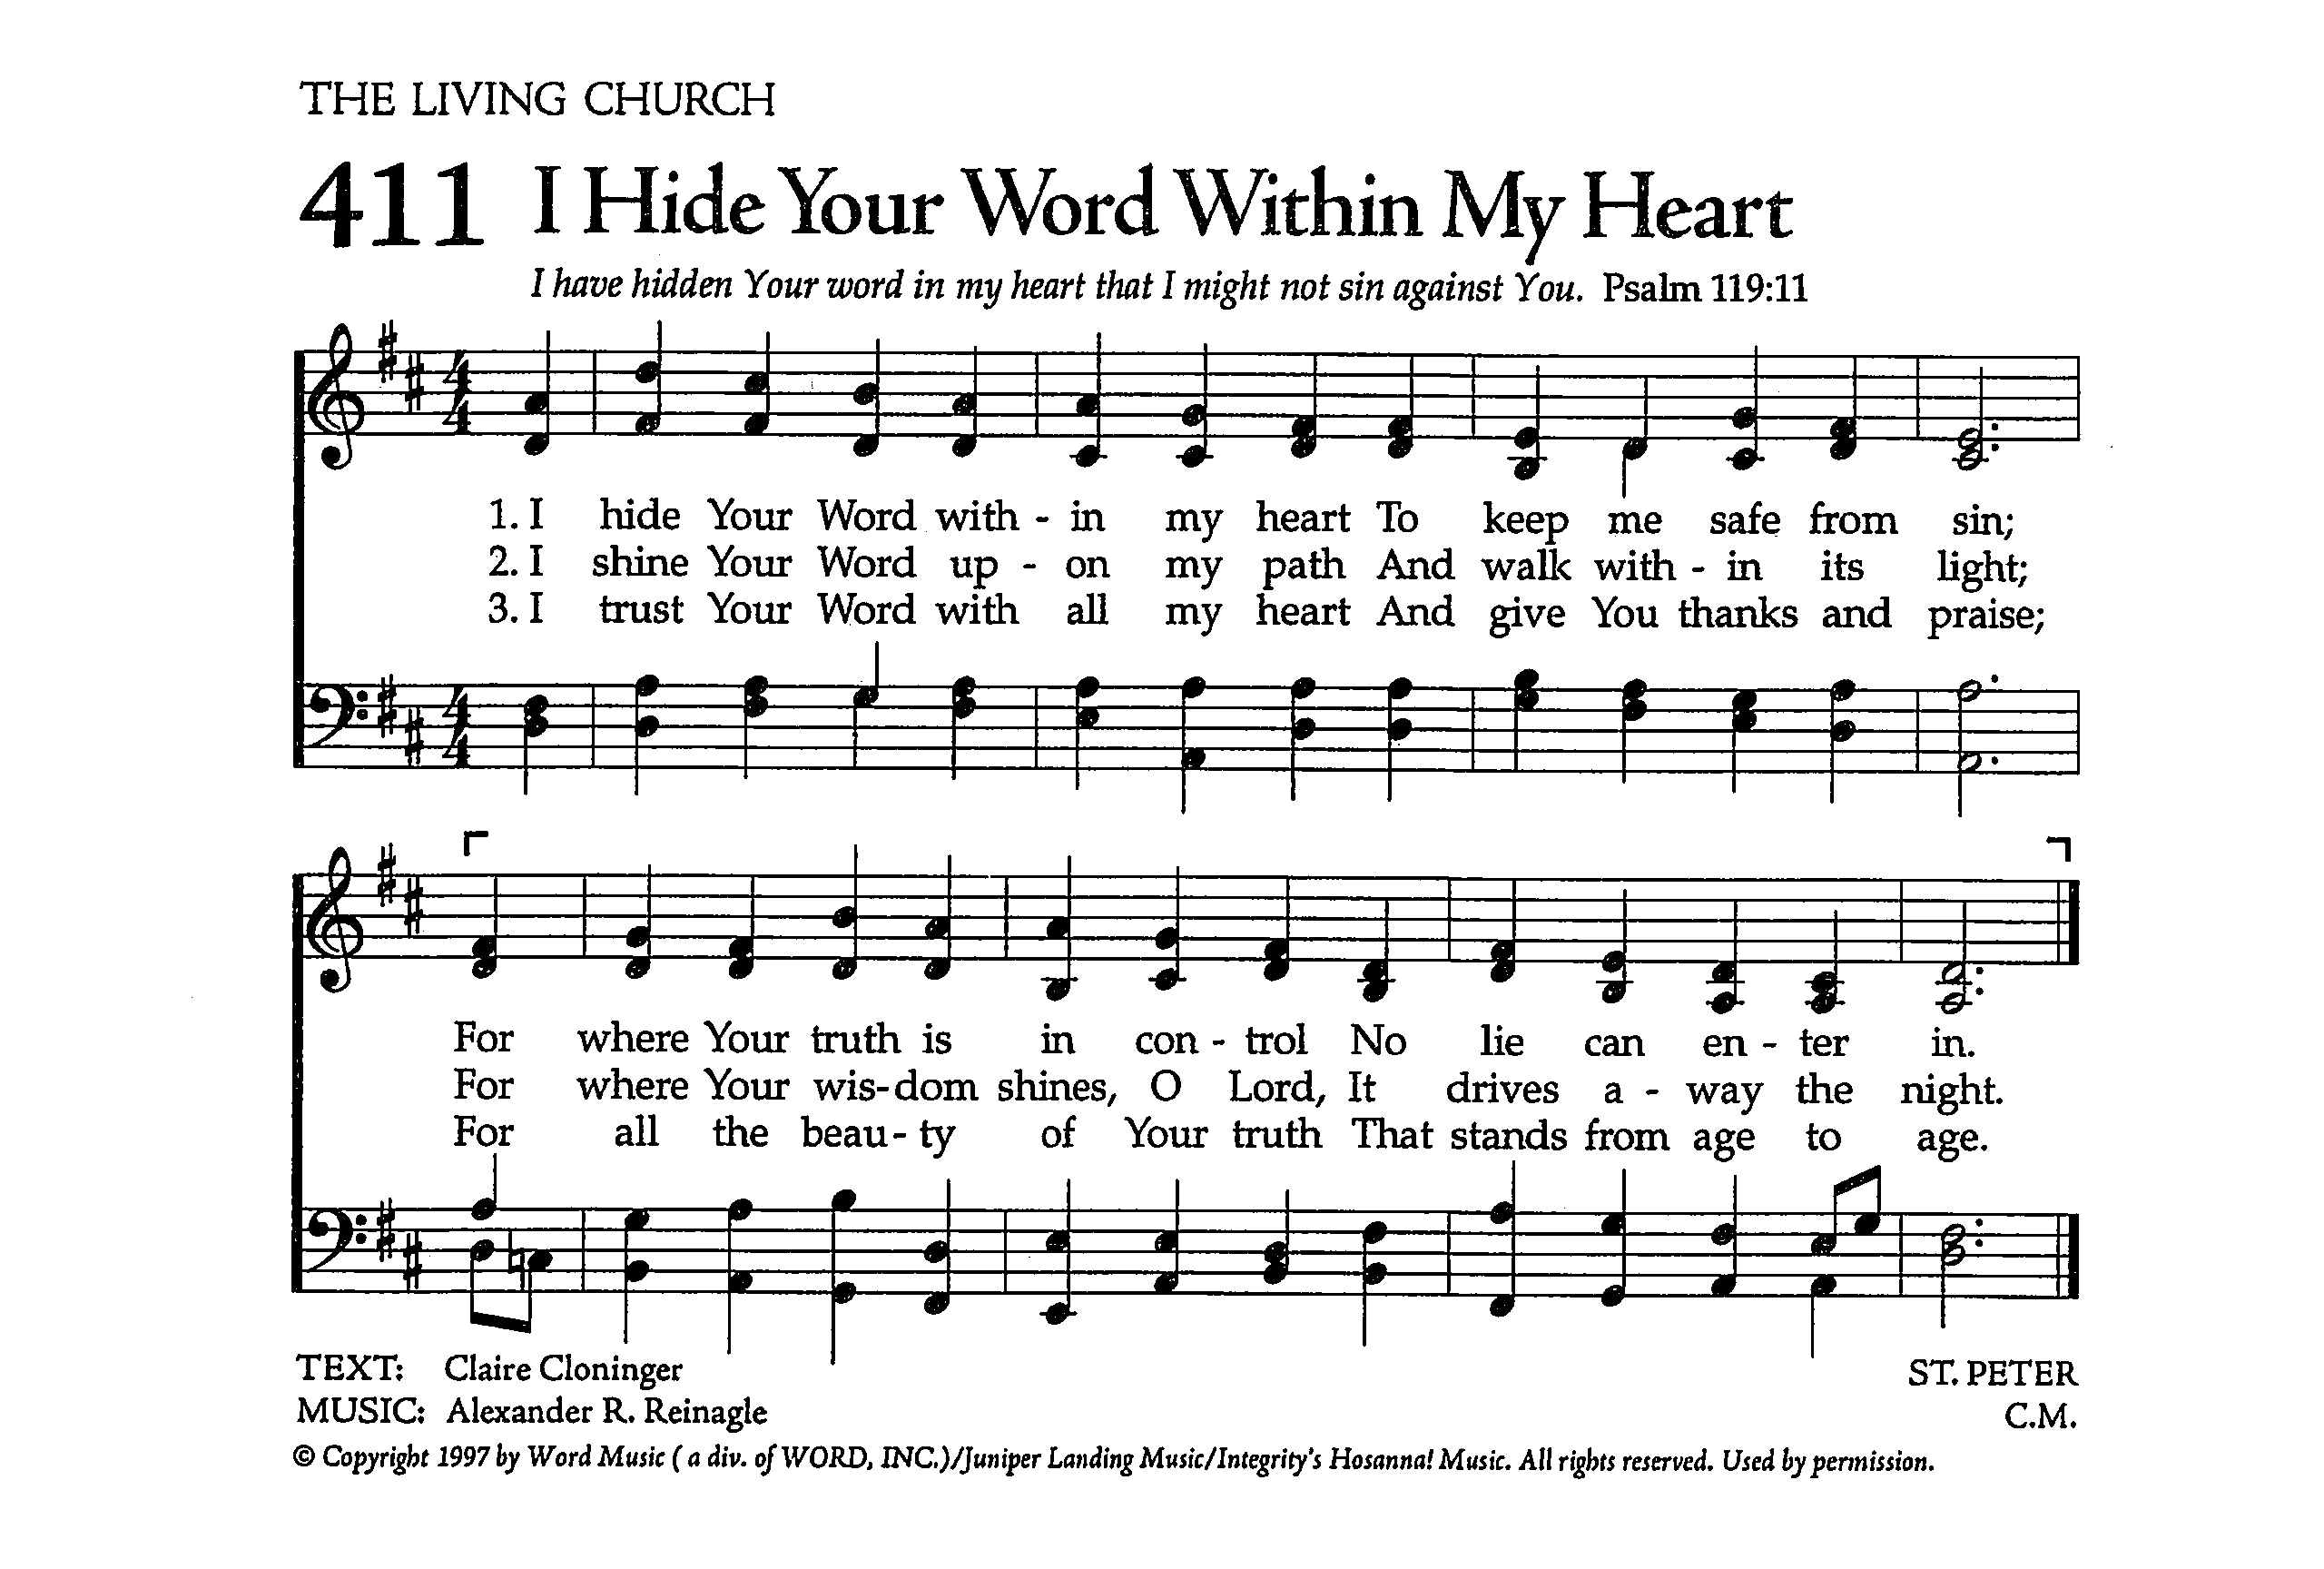 THE LIVING CHURCH
411 I Hide Your Word Within My Heart
I have hidden Your word in my heart that I might not sin against You. Psalm 119:11
4 4
1. I hide Your Word with - in my heart To keep me safe from sin;
2. I shine Your Word up - on my path And walk with - in its light;
3. I trust Your Word with all my heart And give You thanks and praise;
4 4
For where Your truth is in con - trol No lie can en - ter in.
For where Your wis- dom shines, O Lord, It drives a - way the night.
For all the beau- ty of Your truth That stands from age to age.
TEXT: Claire Cloninger ST. PETER
MUSIC: Alexander R. Reinagle C.M.
© Copyright 1997 by Word Music ( a div. of WORD, INC.)/Juniper Landing Music/Integrity's Hosanna! Music. All rights reserved. Used by permission.